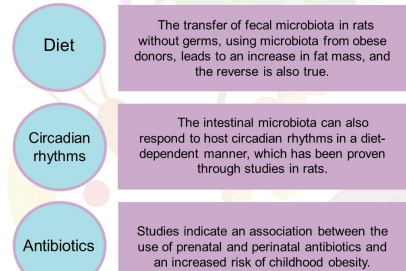 Diet
The transfer of fecal microbiota in rats
without germs, using microbiota from obese
donors, leads to an increase in fat mass, and
the reverse is also true.
Circadian
rhythms
The intestinal microbiota can also
respond to host circadian rhythms in a diet-
dependent manner, which has been proven
through studies in rats.
Antibiotics
Studies indicate an association between the
use of prenatal and perinatal antibiotics and
an increased risk of childhood obesity.